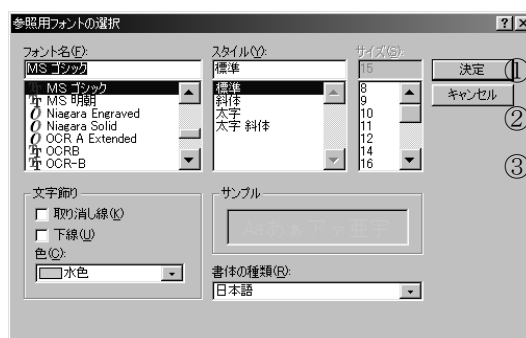 参照用フォントの選択
フォント名(F):
MS ゴシック
MS ゴシック
MS 明朝
Niagara Engraved
Niagara Solid
OCR A Extended
OCRB
OCR-B
スタイル(Y):
標準
標準
斜体
太字
太字 斜体
サイズ(S):
15
8
9
10
11
12
14
16
決定
キャンセル
①
②
③
文字飾り
取り消し線(K)
下線(U)
色(C):
水色
サンプル
Aaあぁアァ亜宇
書体の種類(R):
日本語